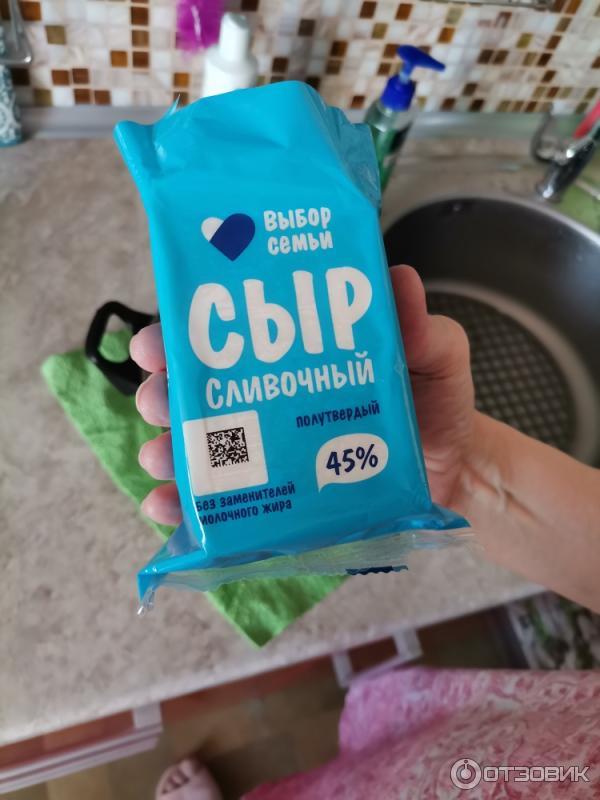 Выбор
семьи
сыр
сливочный
полутвердый
45%
Без заменителей
молочного жира
ОТЗОВИК